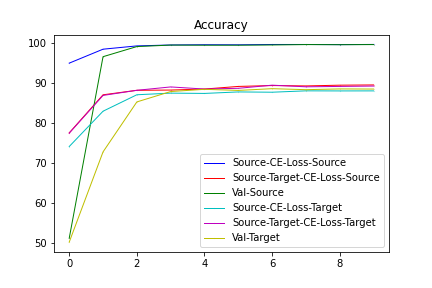 Accuracy
100
90
80
70
60
50
0
2
4
6
8
Source-CE-Loss-Source
Source-Target-CE-Loss-Source
Val-Source
Source-CE-Loss-Target
Source-Target-CE-Loss-Target
Val-Target